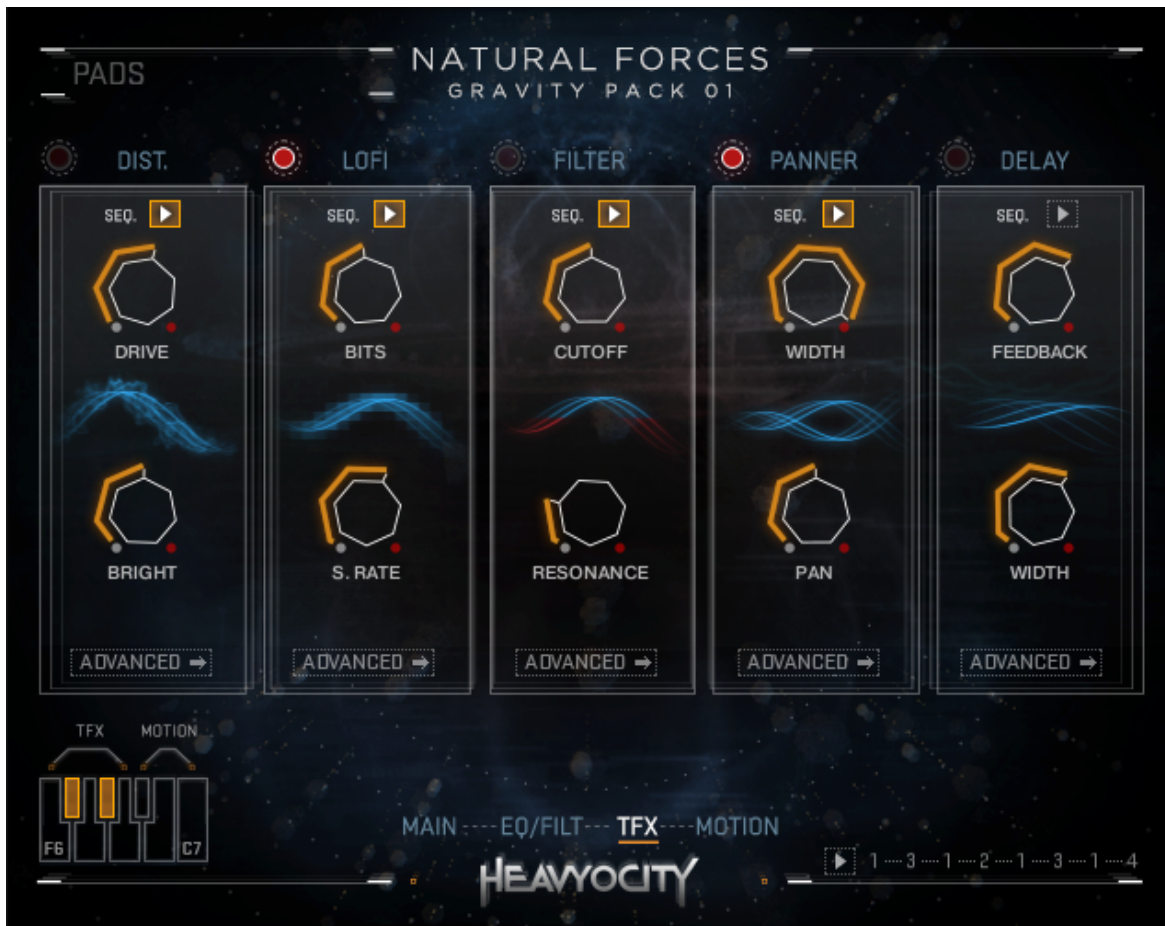 NATURAL FORCES
PADS
GRAVITY PACK 01
DIST. LOFI FILTER PANNER DELAY
SEQ. SEQ. SEQ. SEQ. SEQ.
DRIVE BITS CUTOFF WIDTH FEEDBACK
BRIGHT S. RATE RESONANCE PAN WIDTH
ADVANCED ADVANCED ADVANCED ADVANCED ADVANCED
TFX MOTION
MAIN EQ/FILT TFX MOTION
F6 C7
1 3 1 2 1 3 1 4
HEAVYOCITY